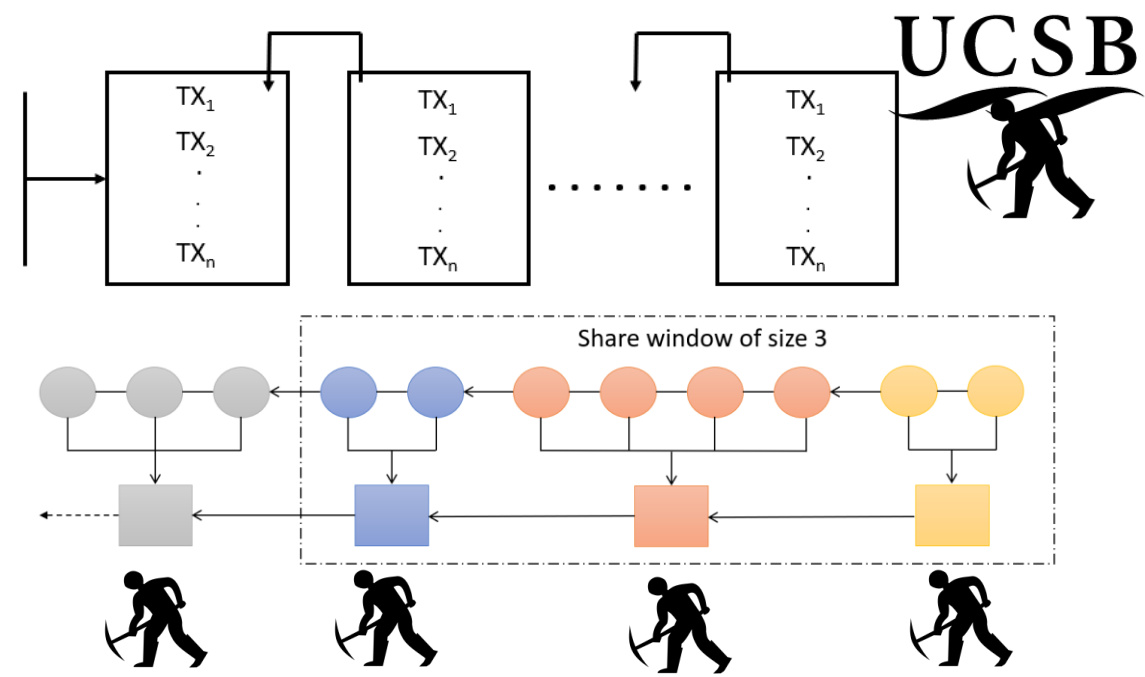 UCSB
TX1
TX2
.
.
.
TXn
TX1
TX2
.
.
.
TXn
.......
TX1
TX2
.
.
.
TXn
Share window of size 3